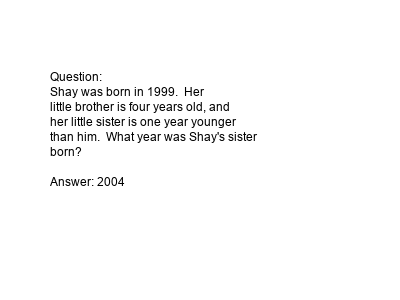 Question:
Shay was born in 1999.  Her
little brother is four years old, and
her little sister is one year younger
than him.  What year was Shay's sister
born?

Answer: 2004